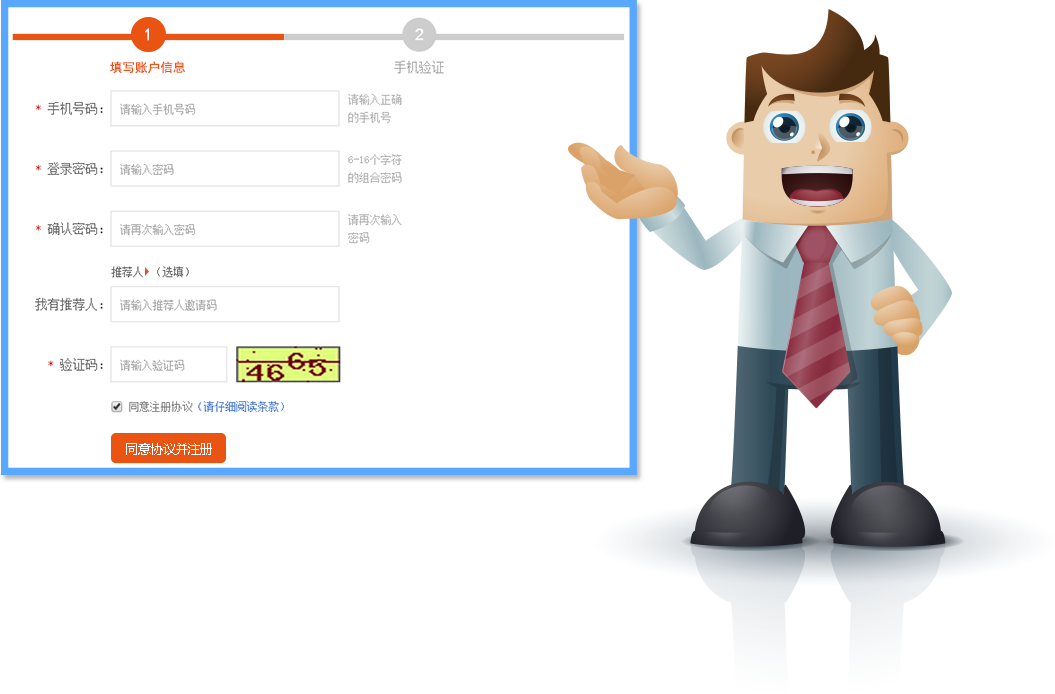 1 2
填写账户信息 手机验证
* 手机号码: 请输入手机号码 请输入正确
的手机号
* 登录密码: 请输入密码 6-16个字符
的组合密码
* 确认密码: 请再次输入密码 请再次输入
密码
推荐人 (选填)
我有推荐人: 请输入推荐人邀请码
* 验证码: 请输入验证码 4665
同意注册协议(请仔细阅读条款)
同意协议并注册